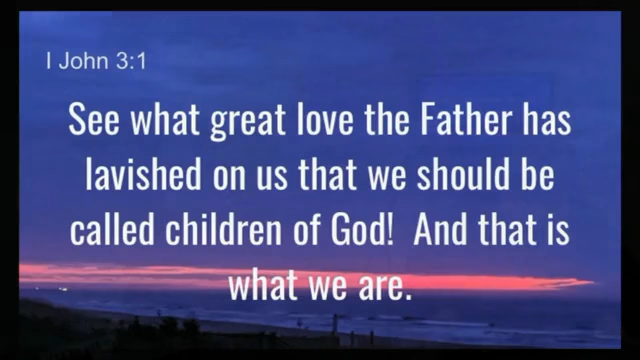 I John 3:1
See what great love the Father has
lavished on us that we should be
called children of God!  And that is
what we are.